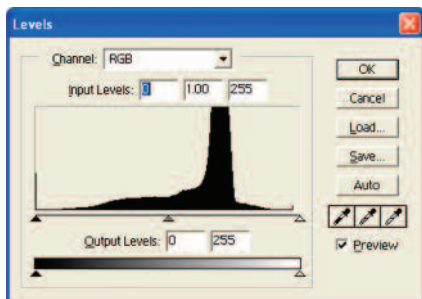 Levels
Channel: RGB
Input Levels: 0 1.00 255
OK
Cancel
Load...
Save...
Auto
Preview
Output Levels: 0 255